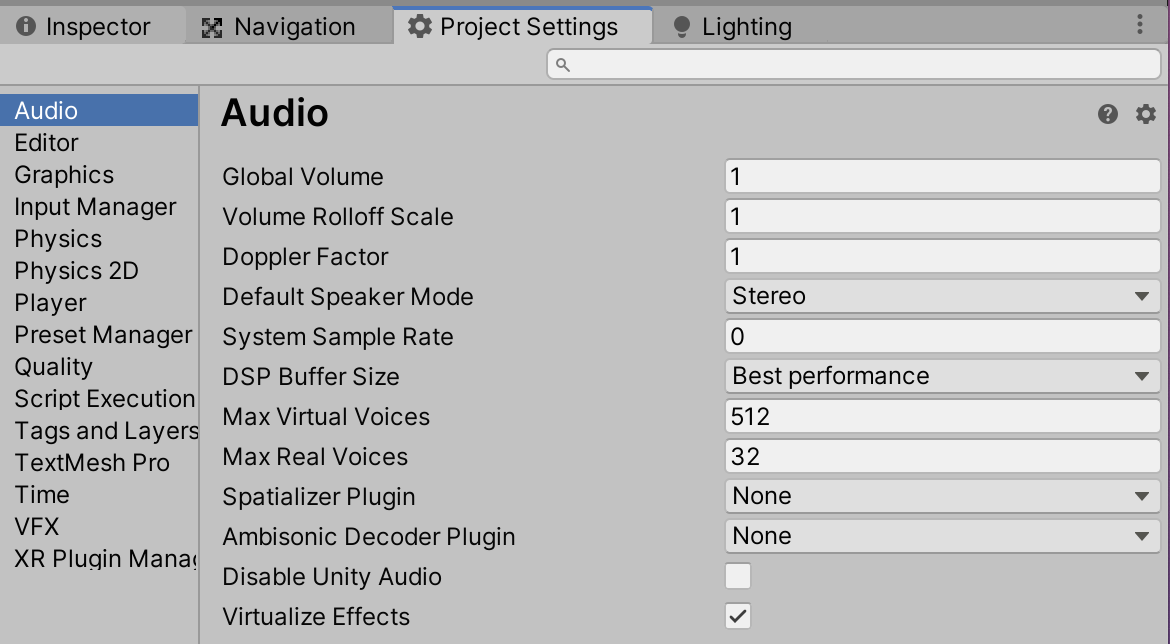 Inspector Navigation Project Settings Lighting
Audio
Editor
Graphics
Input Manager
Physics
Physics 2D
Player
Preset Manager
Quality
Script Execution
Tags and Layers
TextMesh Pro
Time
VFX
XR Plugin Manag
Audio
Global Volume 1
Volume Rolloff Scale 1
Doppler Factor 1
Default Speaker Mode Stereo
System Sample Rate 0
DSP Buffer Size Best performance
Max Virtual Voices 512
Max Real Voices 32
Spatializer Plugin None
Ambisonic Decoder Plugin None
Disable Unity Audio
Virtualize Effects